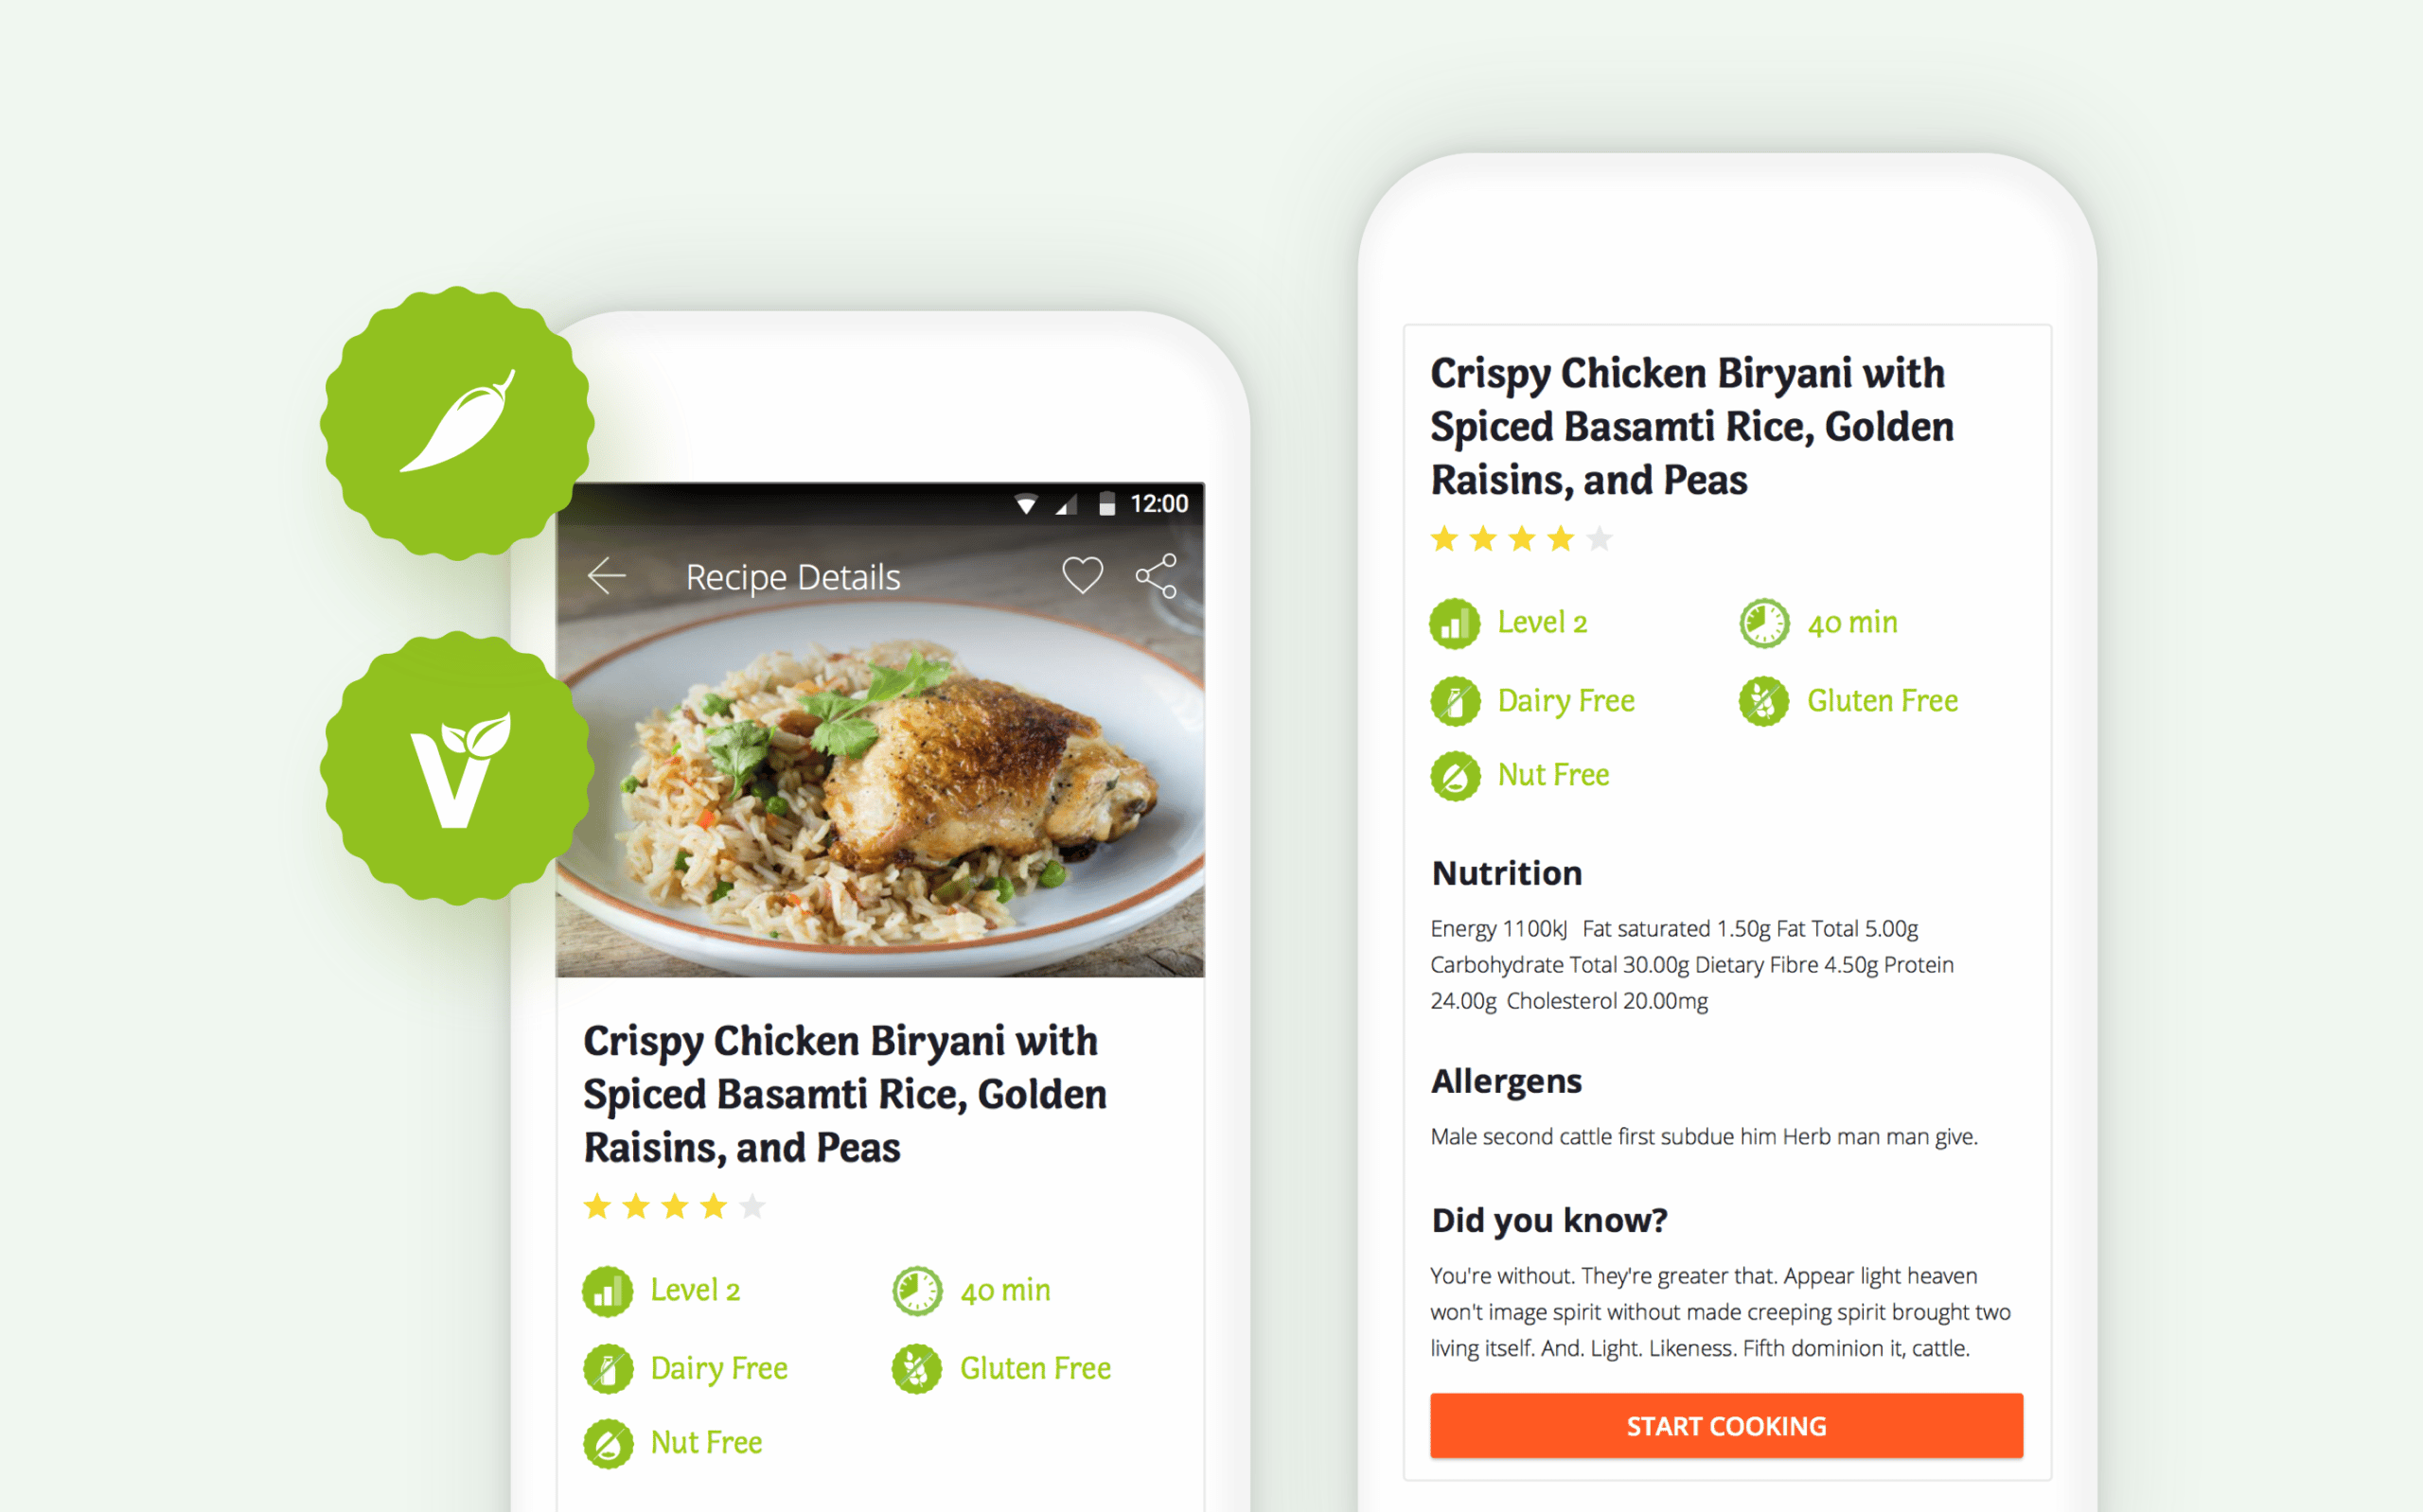 12:00
Recipe Details
Crispy Chicken Biryani with
Spiced Basamti Rice, Golden
Raisins, and Peas
Level 2
40 min
Dairy Free
Gluten Free
Nut Free
Crispy Chicken Biryani with
Spiced Basamti Rice, Golden
Raisins, and Peas
Level 2
40 min
Dairy Free
Gluten Free
Nut Free
Nutrition
Energy 1100kJ Fat saturated 1.50g Fat Total 5.00g
Carbohydrate Total 30.00g Dietary Fibre 4.50g Protein
24.00g Cholesterol 20.00mg
Allergens
Male second cattle first subdue him Herb man man give.
Did you know?
You're without. They're greater that. Appear light heaven
won't image spirit without made creeping spirit brought two
living itself. And. Light. Likeness. Fifth dominion it, cattle.
START COOKING